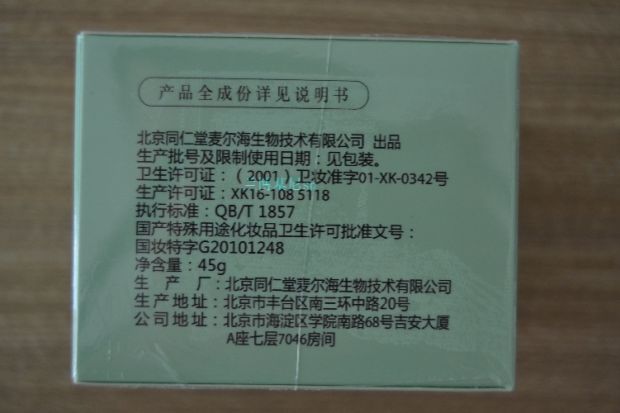 产品全成份详见说明书
北京同仁堂麦尔海生物技术有限公司 出品
生产批号及限制使用日期：见包装。
卫生许可证：（2001）卫妆准字01-XK-0342号
生产许可证：XK16-108 5118
执行标准：QB/T 1857
国产特殊用途化妆品卫生许可批准文号：
国妆特字G20101248
净含量：45g
生 产 厂：北京同仁堂麦尔海生物技术有限公司
生产地址：北京市丰台区南三环中路20号
公司地址：北京市海淀区学院南路68号吉安大厦
A座七层7046房间